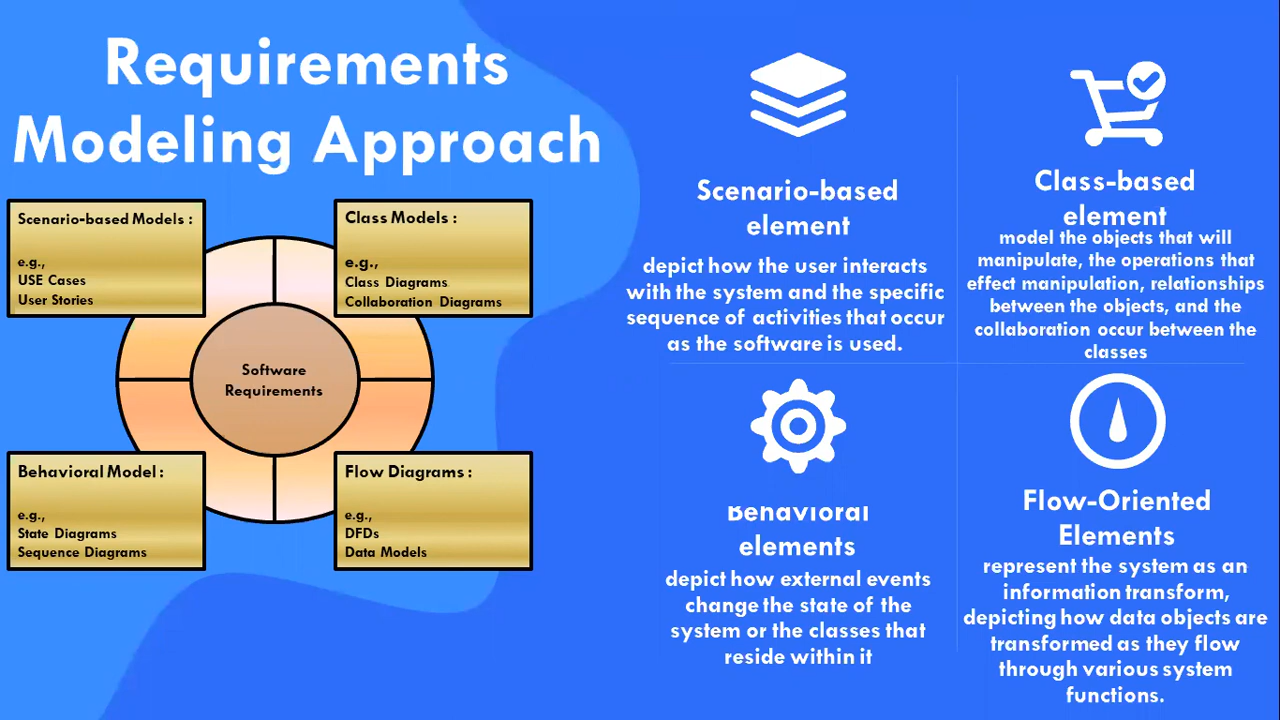 Requirements
Modeling Approach
Scenario-based Models :
e.g.,
USE Cases
User Stories
Class Models :
e.g.,
Class Diagrams
Collaboration Diagrams
Software
Requirements
Behavioral Model :
e.g.,
State Diagrams
Sequence Diagrams
Flow Diagrams :
e.g.,
DFDs
Data Models
Scenario-based
element
depict how the user interacts
with the system and the specific
sequence of activities that occur
as the software is used.
Class-based
element
model the objects that will
manipulate, the operations that
effect manipulation, relationships
between the objects, and the
collaboration occur between the
classes
Behavioral
elements
depict how external events
change the state of the
system or the classes that
reside within it
Flow-Oriented
Elements
represent the system as an
information transform,
depicting how data objects are
transformed as they flow
through various system
functions.